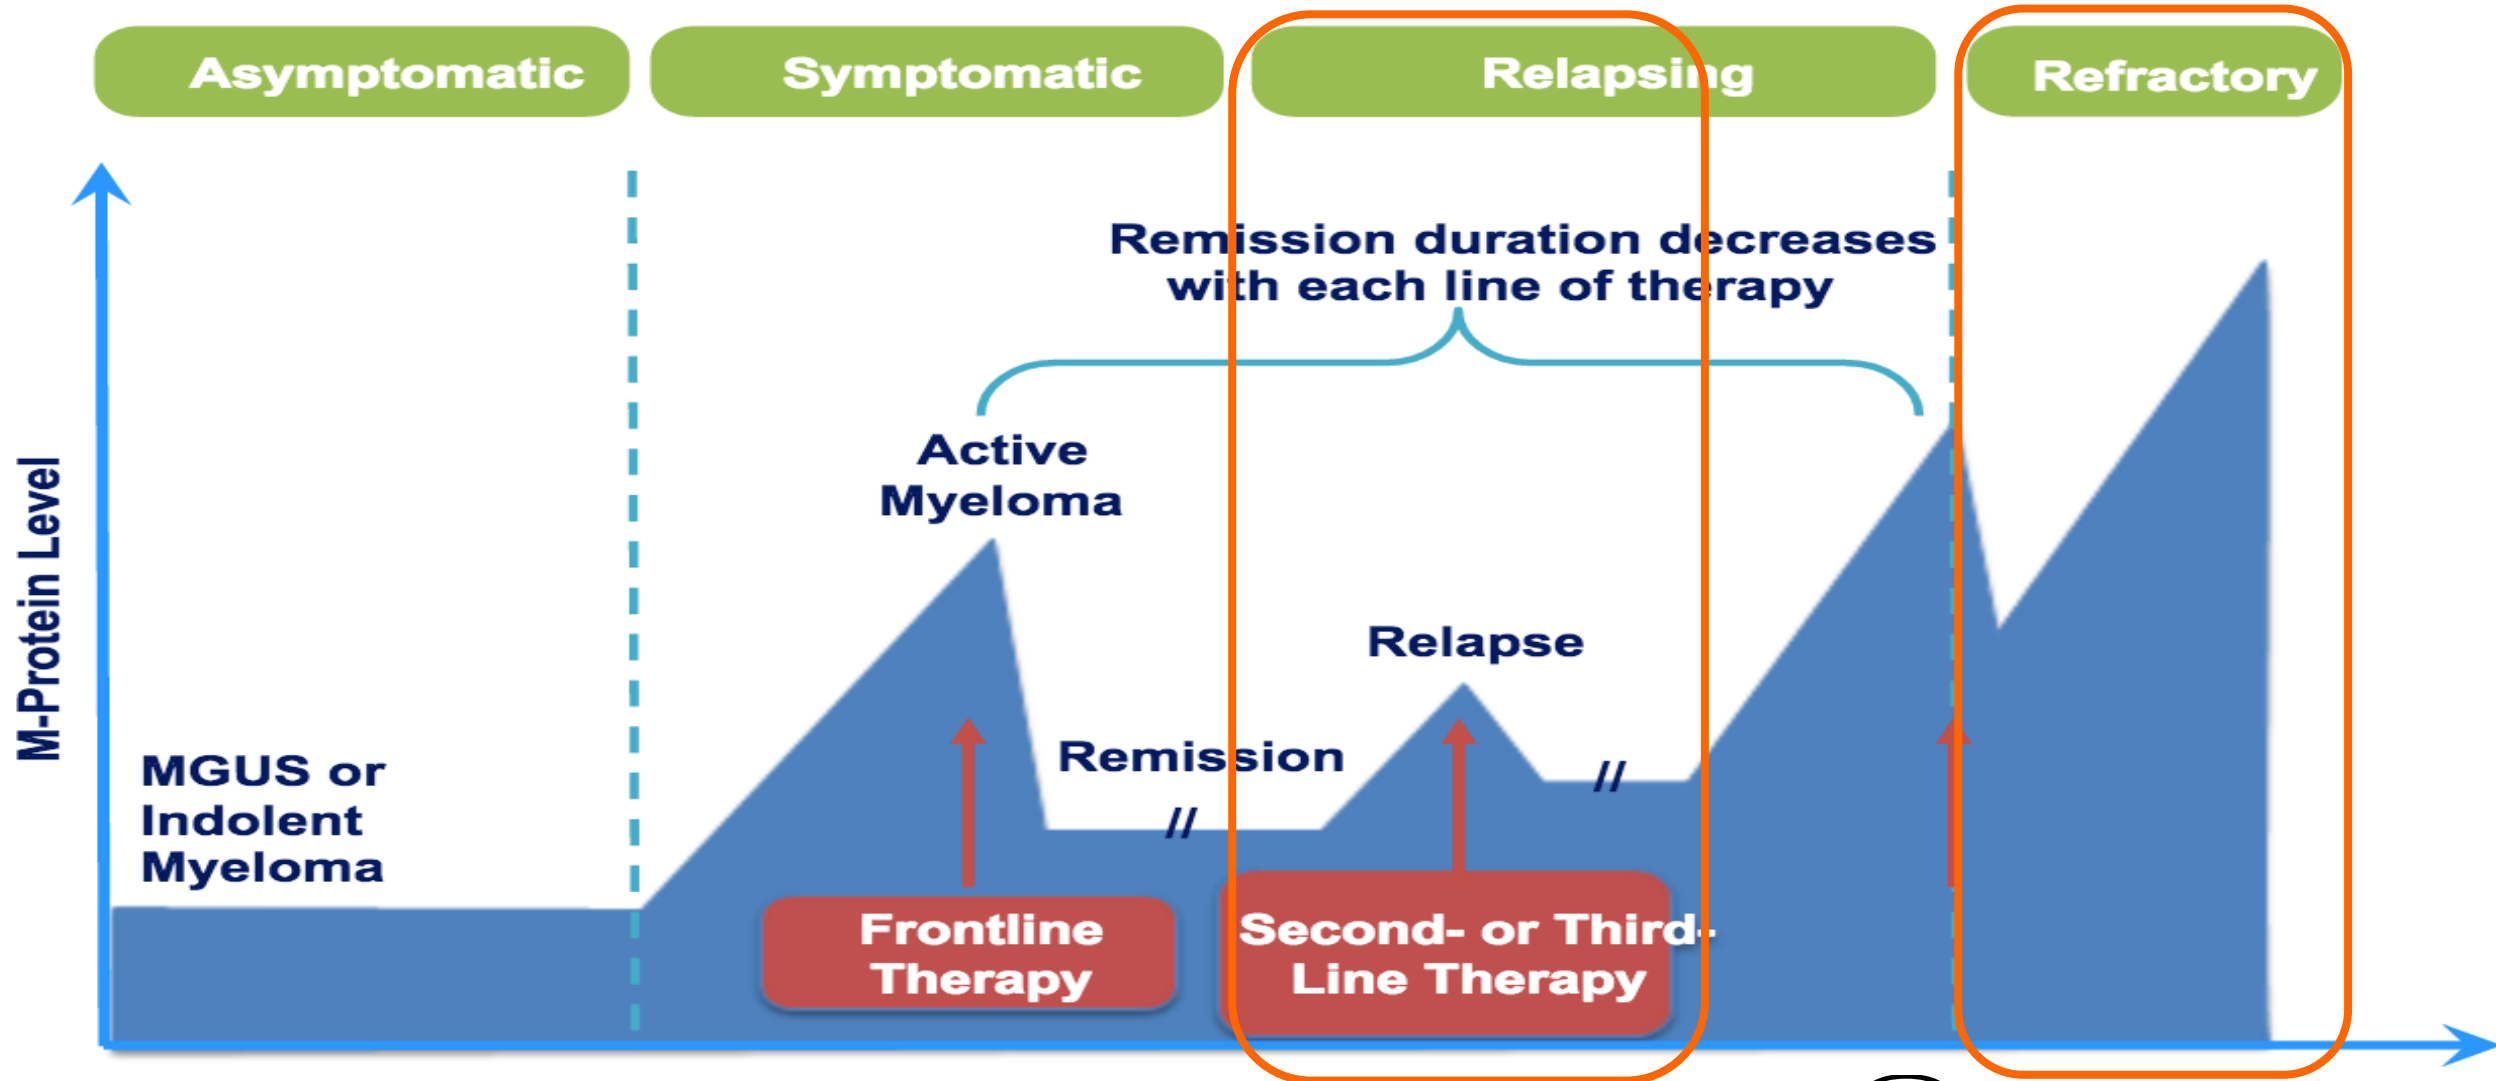 Asymptomatic
Symptomatic
Relapsing
Refractory
Remission duration decreases
with each line of therapy
Active
Myeloma
Relapse
Remission
//
//
MGUS or
Indolent
Myeloma
M-Protein Level
Frontline
Therapy
Second- or Third-
Line Therapy